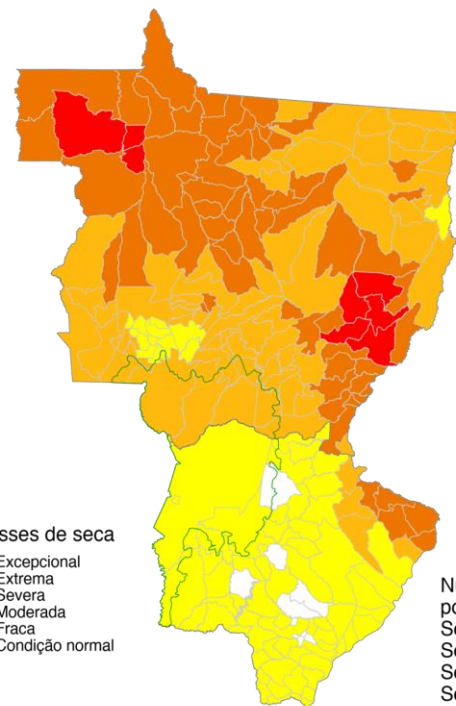 sses de seca
Excepcional
Extrema
Severa
Moderada
Fraca
Condição normal